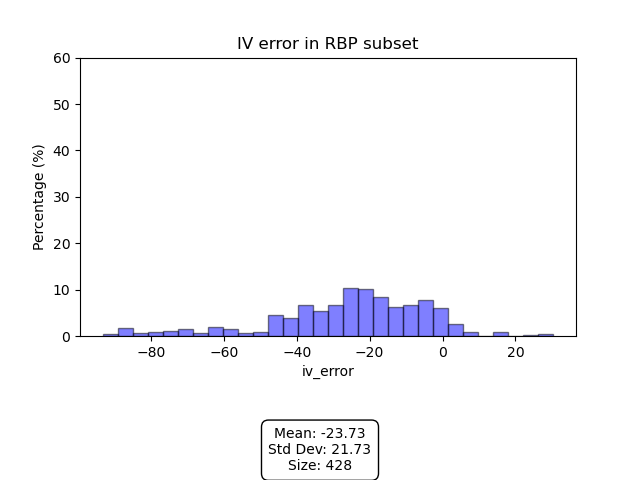 IV error in RBP subset
60
50
40
30
20
10
0
Percentage (%)
−80 −60 −40 −20 0 20
iv_error
Mean: -23.73
Std Dev: 21.73
Size: 428